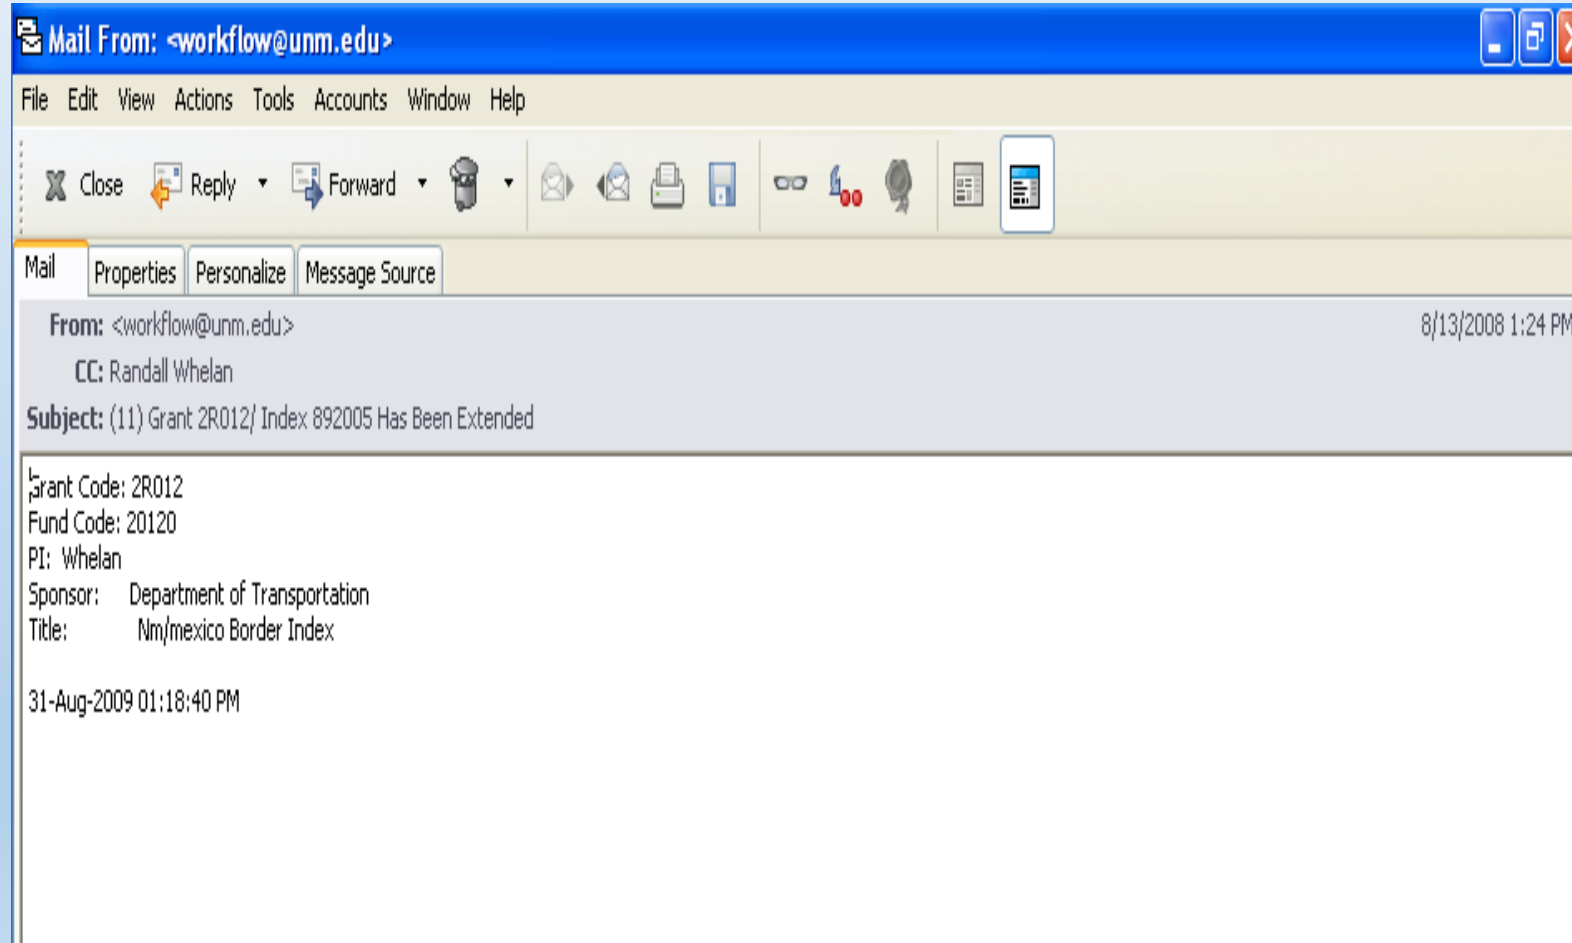 Mail From: <workflow@unm.edu>
File Edit View Actions Tools Accounts Window Help
Close Reply Forward
Mail Properties Personalize Message Source
From: <workflow@unm.edu> 8/13/2008 1:24 PM
CC: Randall Whelan
Subject: (11) Grant 2R012/ Index 892005 Has Been Extended
Grant Code: 2R012
Fund Code: 20120
PI: Whelan
Sponsor: Department of Transportation
Title: Nm/mexico Border Index
31-Aug-2009 01:18:40 PM